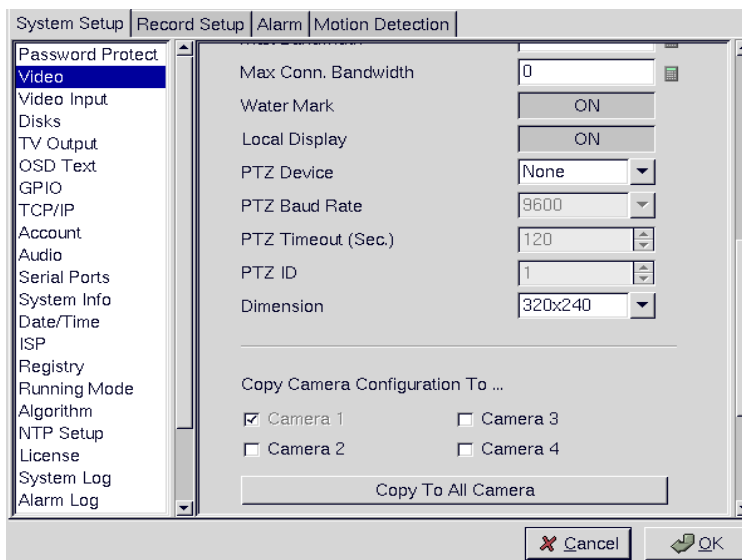 System Setup
Record Setup
Alarm
Motion Detection
Password Protect
Video
Video Input
Disks
TV Output
OSD Text
GPIO
TCP/IP
Account
Audio
Serial Ports
System Info
Date/Time
ISP
Registry
Running Mode
Algorithm
NTP Setup
License
System Log
Alarm Log
Max Conn. Bandwidth 0
Water Mark ON
Local Display ON
PTZ Device None
PTZ Baud Rate 9600
PTZ Timeout (Sec.) 120
PTZ ID 1
Dimension 320x240
Copy Camera Configuration To ...
Camera 1 Camera 3
Camera 2 Camera 4
Copy To All Camera
Cancel OK